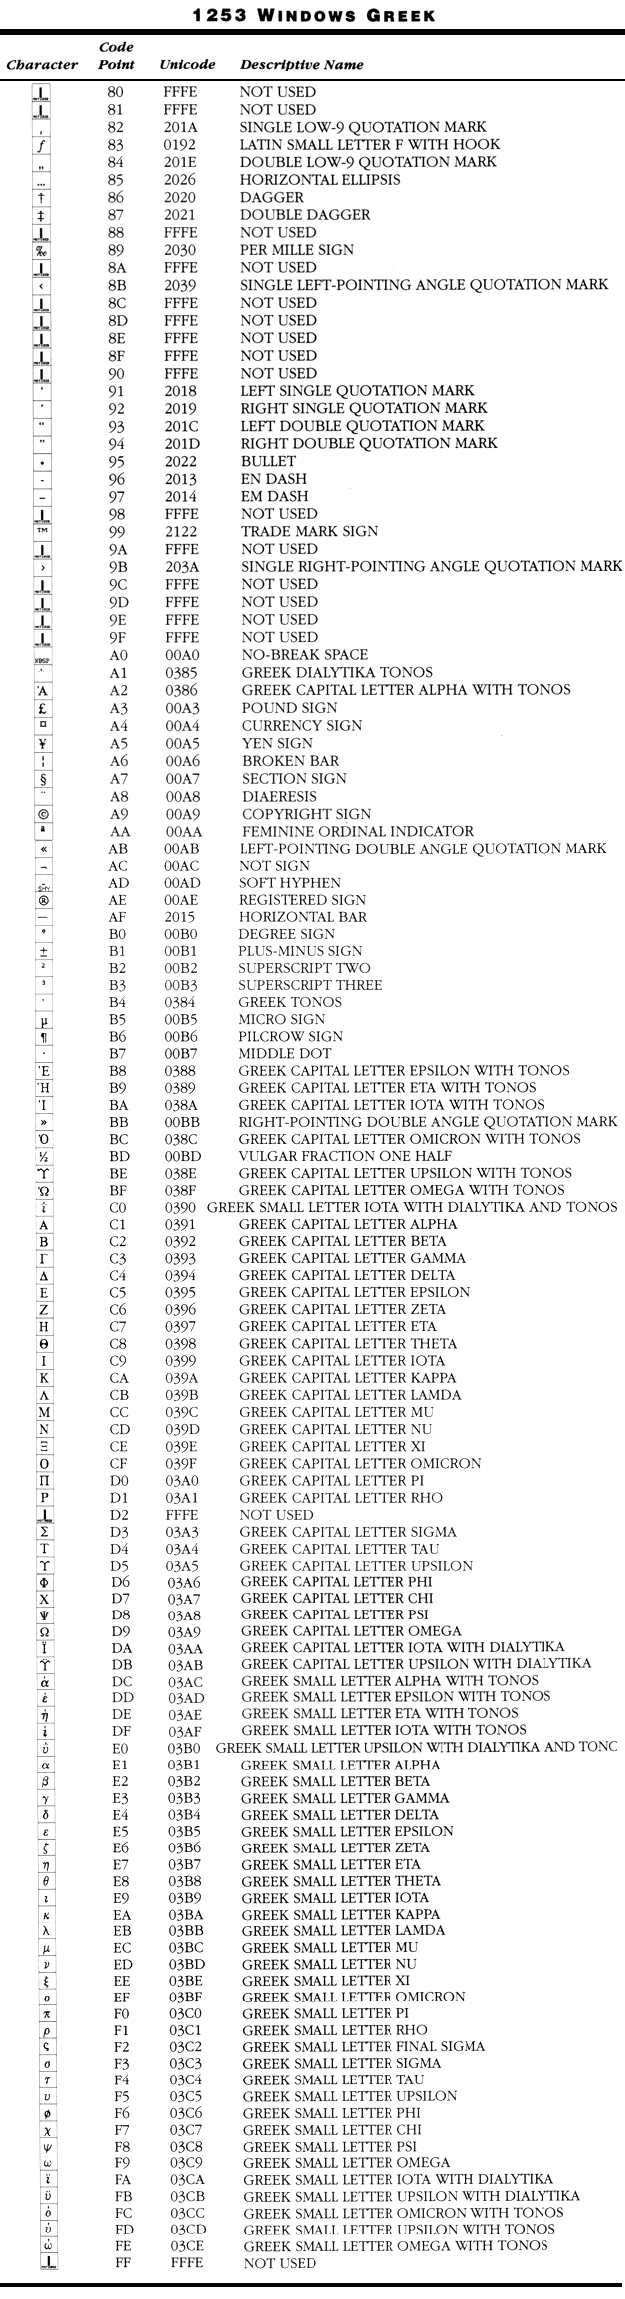 1253 WINDOWS GREEK
Code
Character Point Unicode Descriptive Name
80 FFFE NOT USED
81 FFFE NOT USED
‚ 82 201A SINGLE LOW-9 QUOTATION MARK
ƒ 83 0192 LATIN SMALL LETTER F WITH HOOK
„ 84 201E DOUBLE LOW-9 QUOTATION MARK
… 85 2026 HORIZONTAL ELLIPSIS
† 86 2020 DAGGER
‡ 87 2021 DOUBLE DAGGER
88 FFFE NOT USED
‰ 89 2030 PER MILLE SIGN
8A FFFE NOT USED
‹ 8B 2039 SINGLE LEFT-POINTING ANGLE QUOTATION MARK
8C FFFE NOT USED
8D FFFE NOT USED
8E FFFE NOT USED
8F FFFE NOT USED
90 FFFE NOT USED
‘ 91 2018 LEFT SINGLE QUOTATION MARK
’ 92 2019 RIGHT SINGLE QUOTATION MARK
“ 93 201C LEFT DOUBLE QUOTATION MARK
” 94 201D RIGHT DOUBLE QUOTATION MARK
• 95 2022 BULLET
- 96 2013 EN DASH
– 97 2014 EM DASH
98 FFFE NOT USED
™ 99 2122 TRADE MARK SIGN
9A FFFE NOT USED
› 9B 203A SINGLE RIGHT-POINTING ANGLE QUOTATION MARK
9C FFFE NOT USED
9D FFFE NOT USED
9E FFFE NOT USED
9F FFFE NOT USED
NBSP A0 00A0 NO-BREAK SPACE
΅ A1 0385 GREEK DIALYTIKA TONOS
Ά A2 0386 GREEK CAPITAL LETTER ALPHA WITH TONOS
£ A3 00A3 POUND SIGN
¤ A4 00A4 CURRENCY SIGN
¥ A5 00A5 YEN SIGN
¦ A6 00A6 BROKEN BAR
§ A7 00A7 SECTION SIGN
¨ A8 00A8 DIAERESIS
© A9 00A9 COPYRIGHT SIGN
ª AA 00AA FEMININE ORDINAL INDICATOR
« AB 00AB LEFT-POINTING DOUBLE ANGLE QUOTATION MARK
¬ AC 00AC NOT SIGN
SHY AD 00AD SOFT HYPHEN
® AE 00AE REGISTERED SIGN
― AF 2015 HORIZONTAL BAR
° B0 00B0 DEGREE SIGN
± B1 00B1 PLUS-MINUS SIGN
² B2 00B2 SUPERSCRIPT TWO
³ B3 00B3 SUPERSCRIPT THREE
΄ B4 0384 GREEK TONOS
µ B5 00B5 MICRO SIGN
¶ B6 00B6 PILCROW SIGN
· B7 00B7 MIDDLE DOT
Έ B8 0388 GREEK CAPITAL LETTER EPSILON WITH TONOS
Ή B9 0389 GREEK CAPITAL LETTER ETA WITH TONOS
Ί BA 038A GREEK CAPITAL LETTER IOTA WITH TONOS
» BB 00BB RIGHT-POINTING DOUBLE ANGLE QUOTATION MARK
Ό BC 038C GREEK CAPITAL LETTER OMICRON WITH TONOS
½ BD 00BD VULGAR FRACTION ONE HALF
Ύ BE 038E GREEK CAPITAL LETTER UPSILON WITH TONOS
Ώ BF 038F GREEK CAPITAL LETTER OMEGA WITH TONOS
ΐ C0 0390 GREEK SMALL LETTER IOTA WITH DIALYTIKA AND TONOS
Α C1 0391 GREEK CAPITAL LETTER ALPHA
Β C2 0392 GREEK CAPITAL LETTER BETA
Γ C3 0393 GREEK CAPITAL LETTER GAMMA
Δ C4 0394 GREEK CAPITAL LETTER DELTA
Ε C5 0395 GREEK CAPITAL LETTER EPSILON
Ζ C6 0396 GREEK CAPITAL LETTER ZETA
Η C7 0397 GREEK CAPITAL LETTER ETA
Θ C8 0398 GREEK CAPITAL LETTER THETA
Ι C9 0399 GREEK CAPITAL LETTER IOTA
Κ CA 039A GREEK CAPITAL LETTER KAPPA
Λ CB 039B GREEK CAPITAL LETTER LAMDA
Μ CC 039C GREEK CAPITAL LETTER MU
Ν CD 039D GREEK CAPITAL LETTER NU
Ξ CE 039E GREEK CAPITAL LETTER XI
Ο CF 039F GREEK CAPITAL LETTER OMICRON
Π D0 03A0 GREEK CAPITAL LETTER PI
Ρ D1 03A1 GREEK CAPITAL LETTER RHO
D2 FFFE NOT USED
Σ D3 03A3 GREEK CAPITAL LETTER SIGMA
Τ D4 03A4 GREEK CAPITAL LETTER TAU
ϒ D5 03A5 GREEK CAPITAL LETTER UPSILON
Φ D6 03A6 GREEK CAPITAL LETTER PHI
Χ D7 03A7 GREEK CAPITAL LETTER CHI
Ψ D8 03A8 GREEK CAPITAL LETTER PSI
Ω D9 03A9 GREEK CAPITAL LETTER OMEGA
Ϊ DA 03AA GREEK CAPITAL LETTER IOTA WITH DIALYTIKA
ϔ DB 03AB GREEK CAPITAL LETTER UPSILON WITH DIALYTIKA
ά DC 03AC GREEK SMALL LETTER ALPHA WITH TONOS
έ DD 03AD GREEK SMALL LETTER EPSILON WITH TONOS
ή DE 03AE GREEK SMALL LETTER ETA WITH TONOS
ί DF 03AF GREEK SMALL LETTER IOTA WITH TONOS
ΰ E0 03B0 GREEK SMALL LETTER UPSILON WITH DIALYTIKA AND TONC
α E1 03B1 GREEK SMALL LETTER ALPHA
β E2 03B2 GREEK SMALL LETTER BETA
γ E3 03B3 GREEK SMALL LETTER GAMMA
δ E4 03B4 GREEK SMALL LETTER DELTA
ε E5 03B5 GREEK SMALL LETTER EPSILON
ζ E6 03B6 GREEK SMALL LETTER ZETA
η E7 03B7 GREEK SMALL LETTER ETA
θ E8 03B8 GREEK SMALL LETTER THETA
ι E9 03B9 GREEK SMALL LETTER IOTA
κ EA 03BA GREEK SMALL LETTER KAPPA
λ EB 03BB GREEK SMALL LETTER LAMDA
μ EC 03BC GREEK SMALL LETTER MU
ν ED 03BD GREEK SMALL LETTER NU
ξ EE 03BE GREEK SMALL LETTER XI
ο EF 03BF GREEK SMALL LETTER OMICRON
π F0 03C0 GREEK SMALL LETTER PI
ρ F1 03C1 GREEK SMALL LETTER RHO
ς F2 03C2 GREEK SMALL LETTER FINAL SIGMA
σ F3 03C3 GREEK SMALL LETTER SIGMA
τ F4 03C4 GREEK SMALL LETTER TAU
υ F5 03C5 GREEK SMALL LETTER UPSILON
φ F6 03C6 GREEK SMALL LETTER PHI
χ F7 03C7 GREEK SMALL LETTER CHI
ψ F8 03C8 GREEK SMALL LETTER PSI
ω F9 03C9 GREEK SMALL LETTER OMEGA
ϊ FA 03CA GREEK SMALL LETTER IOTA WITH DIALYTIKA
ϋ FB 03CB GREEK SMALL LETTER UPSILON WITH DIALYTIKA
ό FC 03CC GREEK SMALL LETTER OMICRON WITH TONOS
ύ FD 03CD GREEK SMALL LETTER UPSILON WITH TONOS
ώ FE 03CE GREEK SMALL LETTER OMEGA WITH TONOS
FF FFFE NOT USED